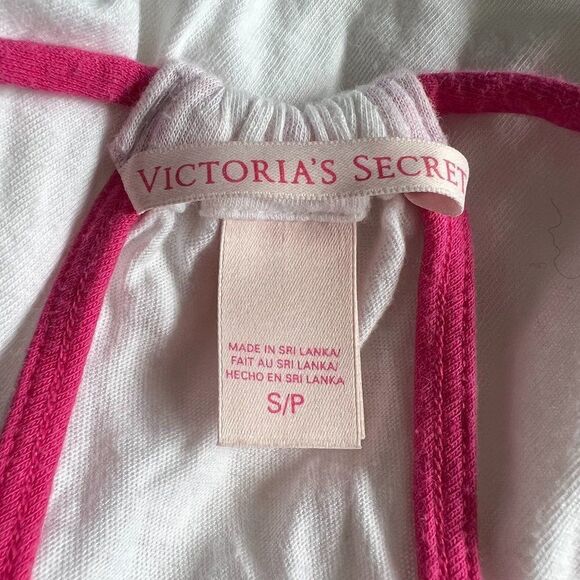 VICTORIA'S SECRET
MADE IN SRI LANKA/
FAIT AU SRI LANKA/
HECHO EN SRI LANKA
S/P